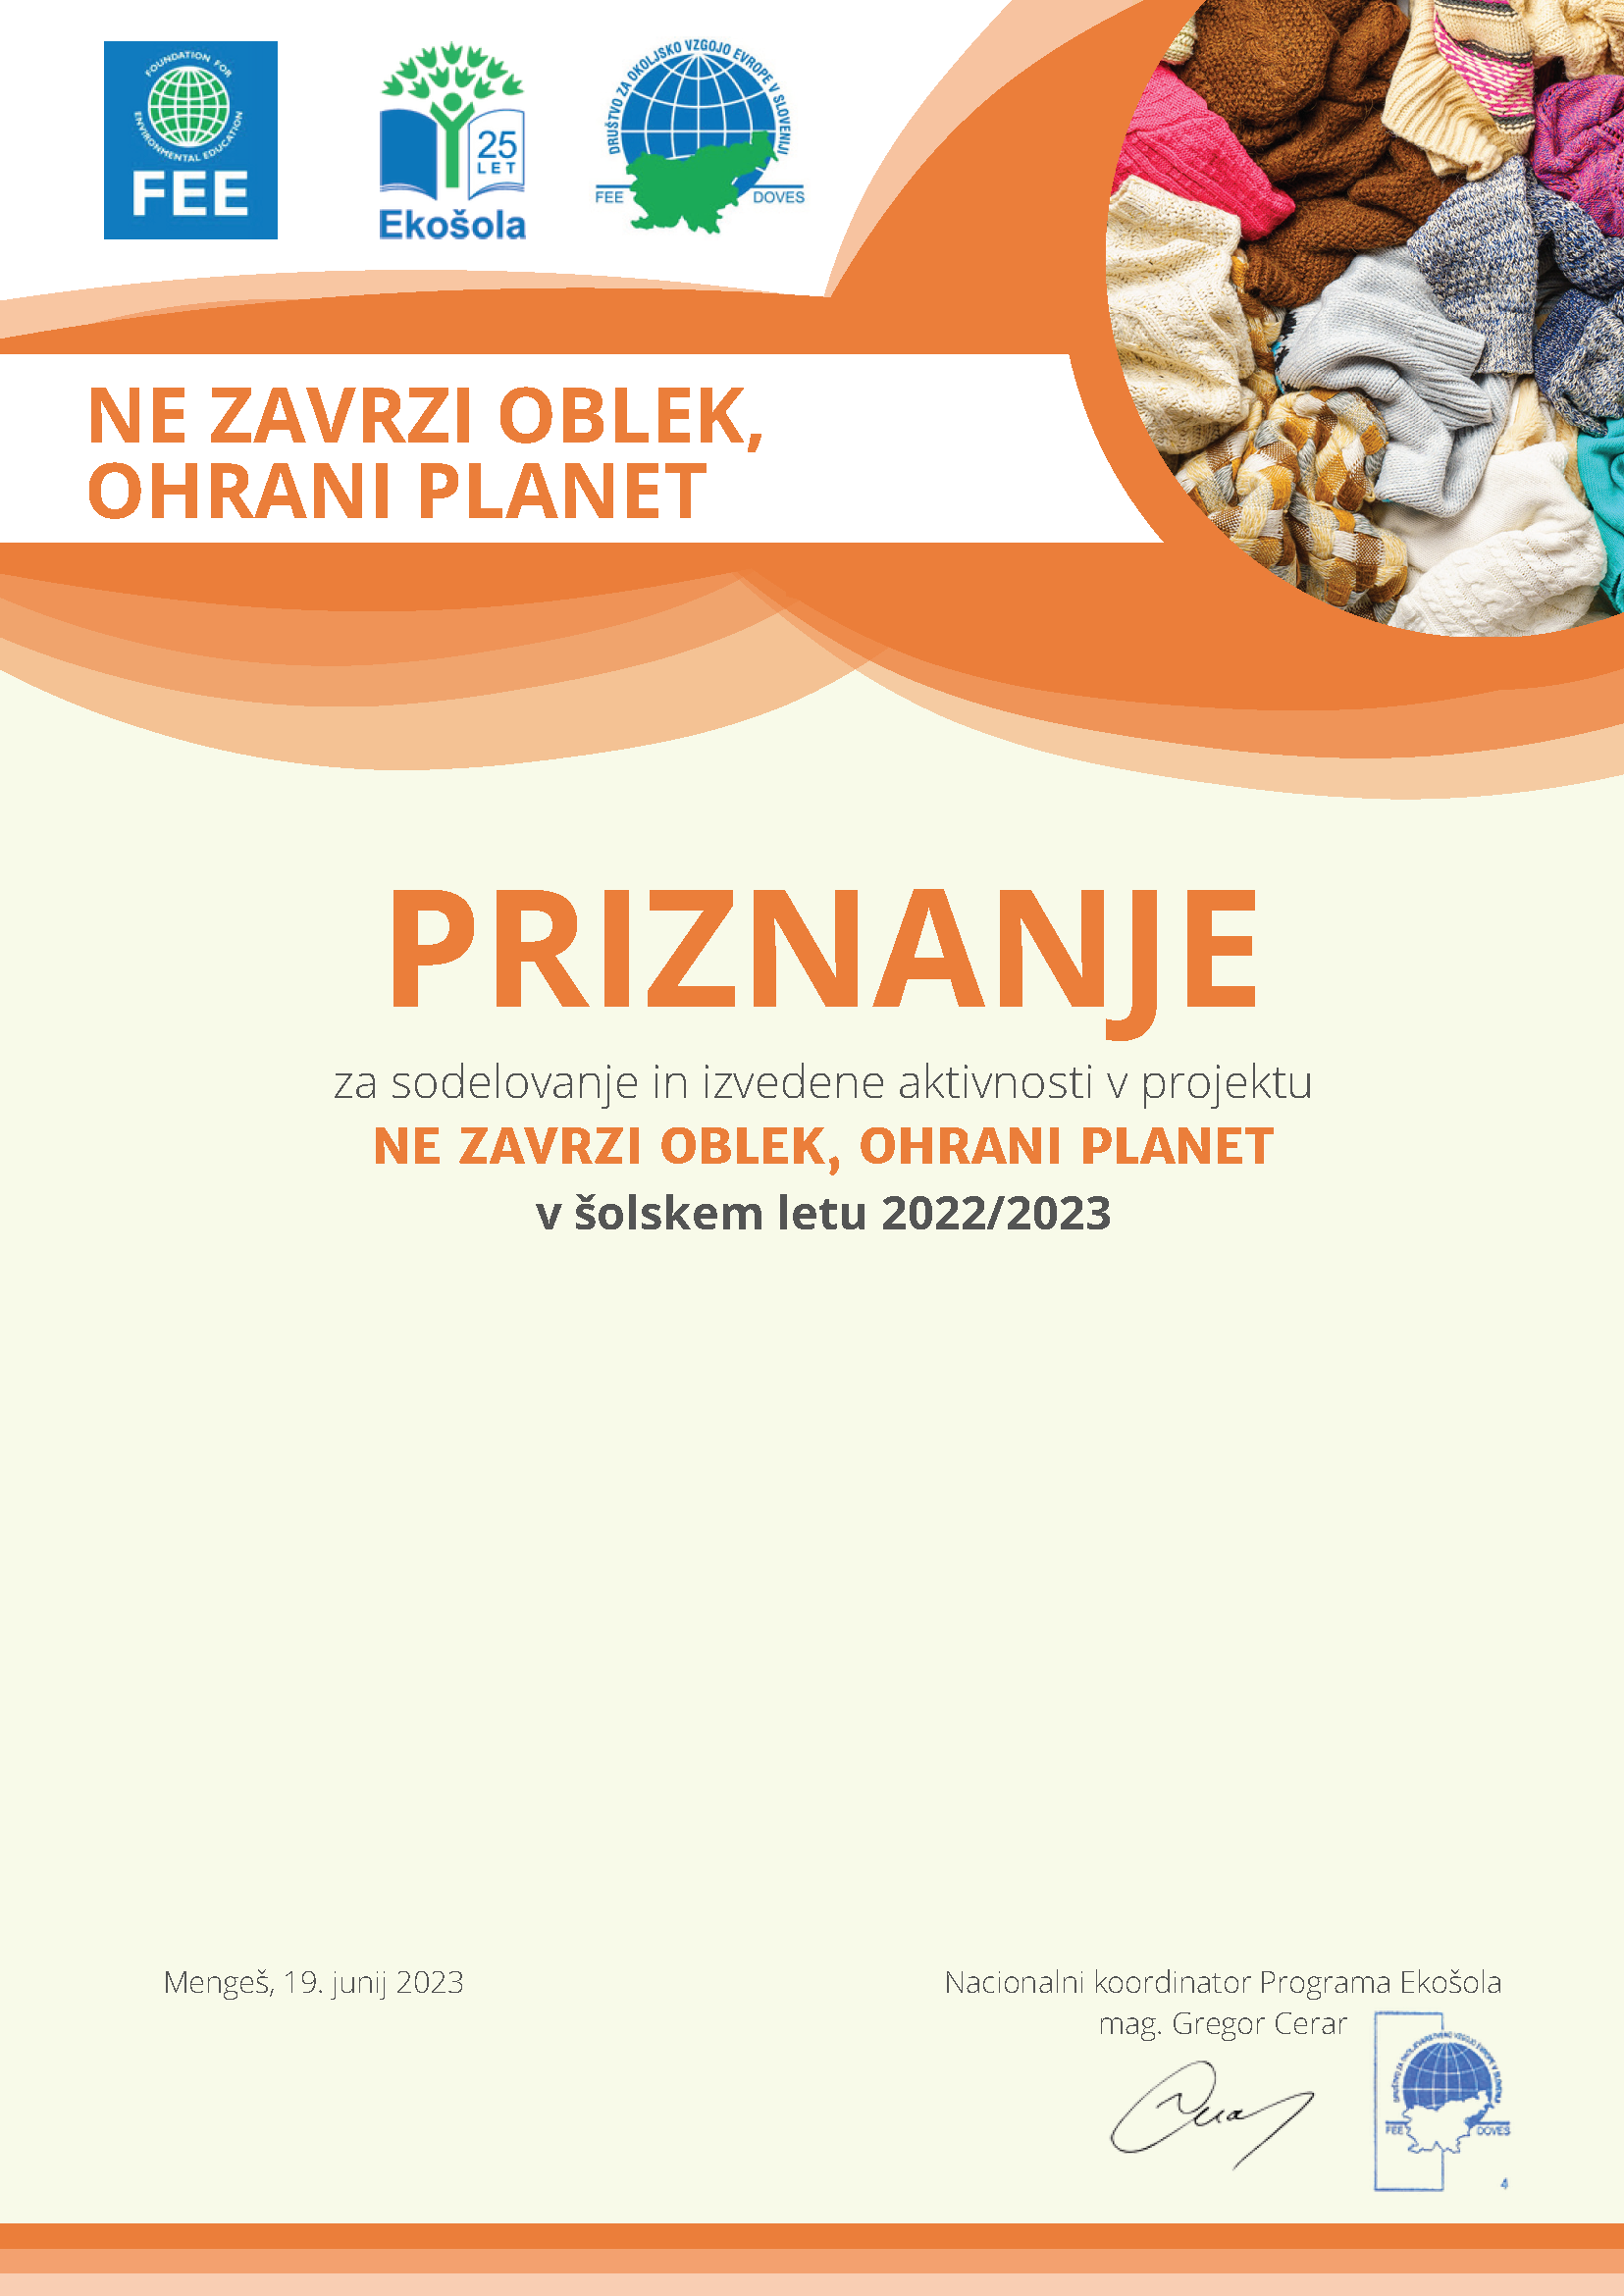 FOUNDATION FOR
ENVIRONMENTAL EDUCATION
FEE
25
LET
Ekošola
DRUŠTVO ZA OKOLJSKO VZGOJO EVROPE V SLOVENIJI
FEE DOVES
NE ZAVRZI OBLEK,
OHRANI PLANET
PRIZNANJE
za sodelovanje in izvedene aktivnosti v projektu
NE ZAVRZI OBLEK, OHRANI PLANET
v šolskem letu 2022/2023
Mengeš, 19. junij 2023
Nacionalni koordinator Programa Ekošola
mag. Gregor Cerar
FEE DOVES
4